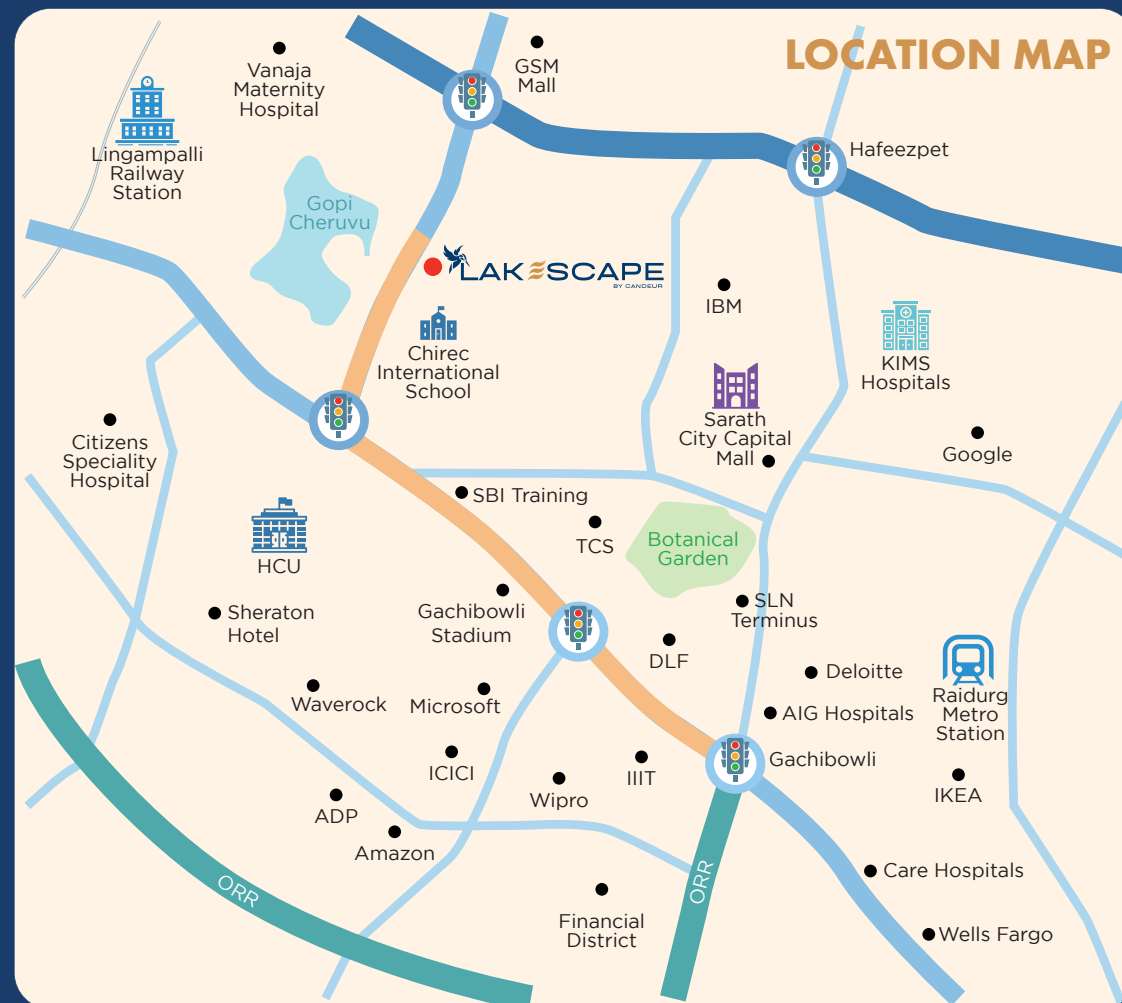 LOCATION MAP
GSM
Mall
Vanaja
Maternity
Hospital
Lingampalli
Railway
Station
Hafeezpet
Gopi
Cheruvu
LAKESCAPE
BY CANDEUR
IBM
Chirec
International
School
KIMS
Hospitals
Sarath
City Capital
Mall
Google
Citizens
Speciality
Hospital
SBI Training
TCS
Botanical
Garden
HCU
Sheraton
Hotel
Gachibowli
Stadium
SLN
Terminus
DLF
Deloitte
Raidurg
Metro
Station
Waverock
Microsoft
AIG Hospitals
Gachibowli
ICICI
Wipro
IIIT
IKEA
ADP
Amazon
Care Hospitals
ORR
ORR
Financial
District
Wells Fargo